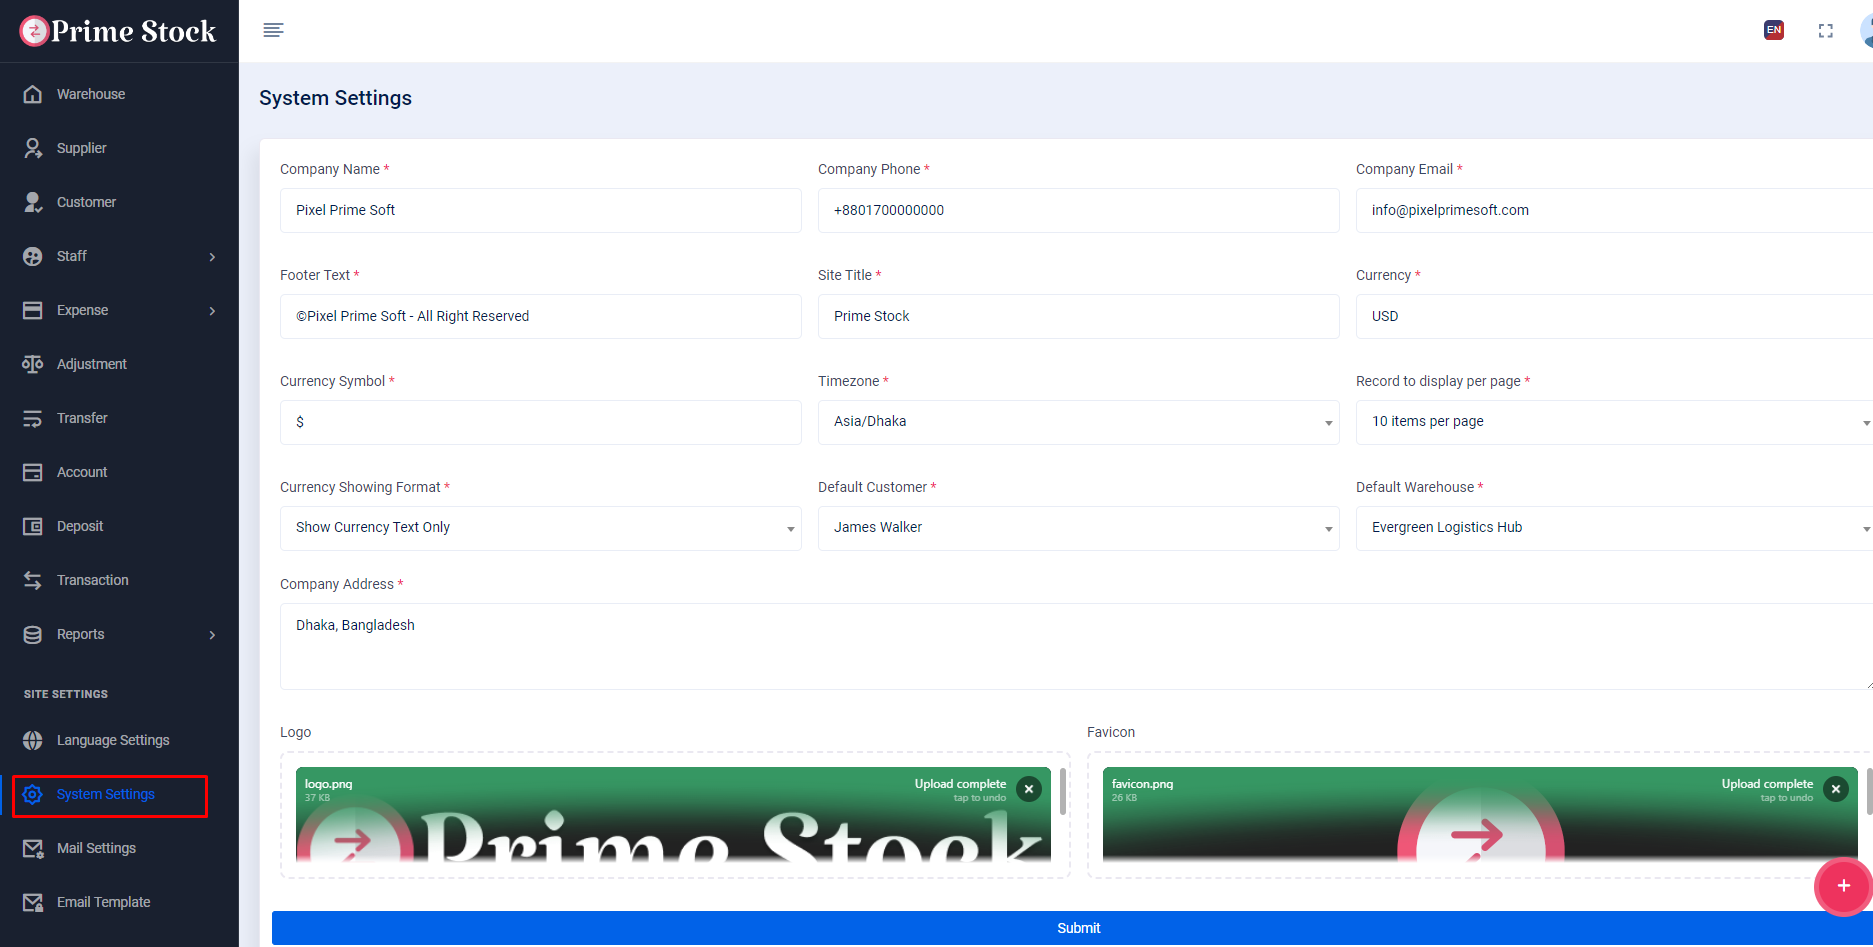 Prime Stock
EN
Warehouse
Supplier
Customer
Staff
Expense
Adjustment
Transfer
Account
Deposit
Transaction
Reports
SITE SETTINGS
Language Settings
System Settings
Mail Settings
Email Template
System Settings
Company Name *
Company Phone *
Company Email *
Pixel Prime Soft
+8801700000000
info@pixelprimesoft.com
Footer Text *
Site Title *
Currency *
©Pixel Prime Soft - All Right Reserved
Prime Stock
USD
Currency Symbol *
Timezone *
Record to display per page *
$
Asia/Dhaka
10 items per page
Currency Showing Format *
Default Customer *
Default Warehouse *
Show Currency Text Only
James Walker
Evergreen Logistics Hub
Company Address *
Dhaka, Bangladesh
Logo
Favicon
logo.png
37 KB
Upload complete
tap to undo
Prime Stock
favicon.png
26 KB
Upload complete
tap to undo
+
Submit